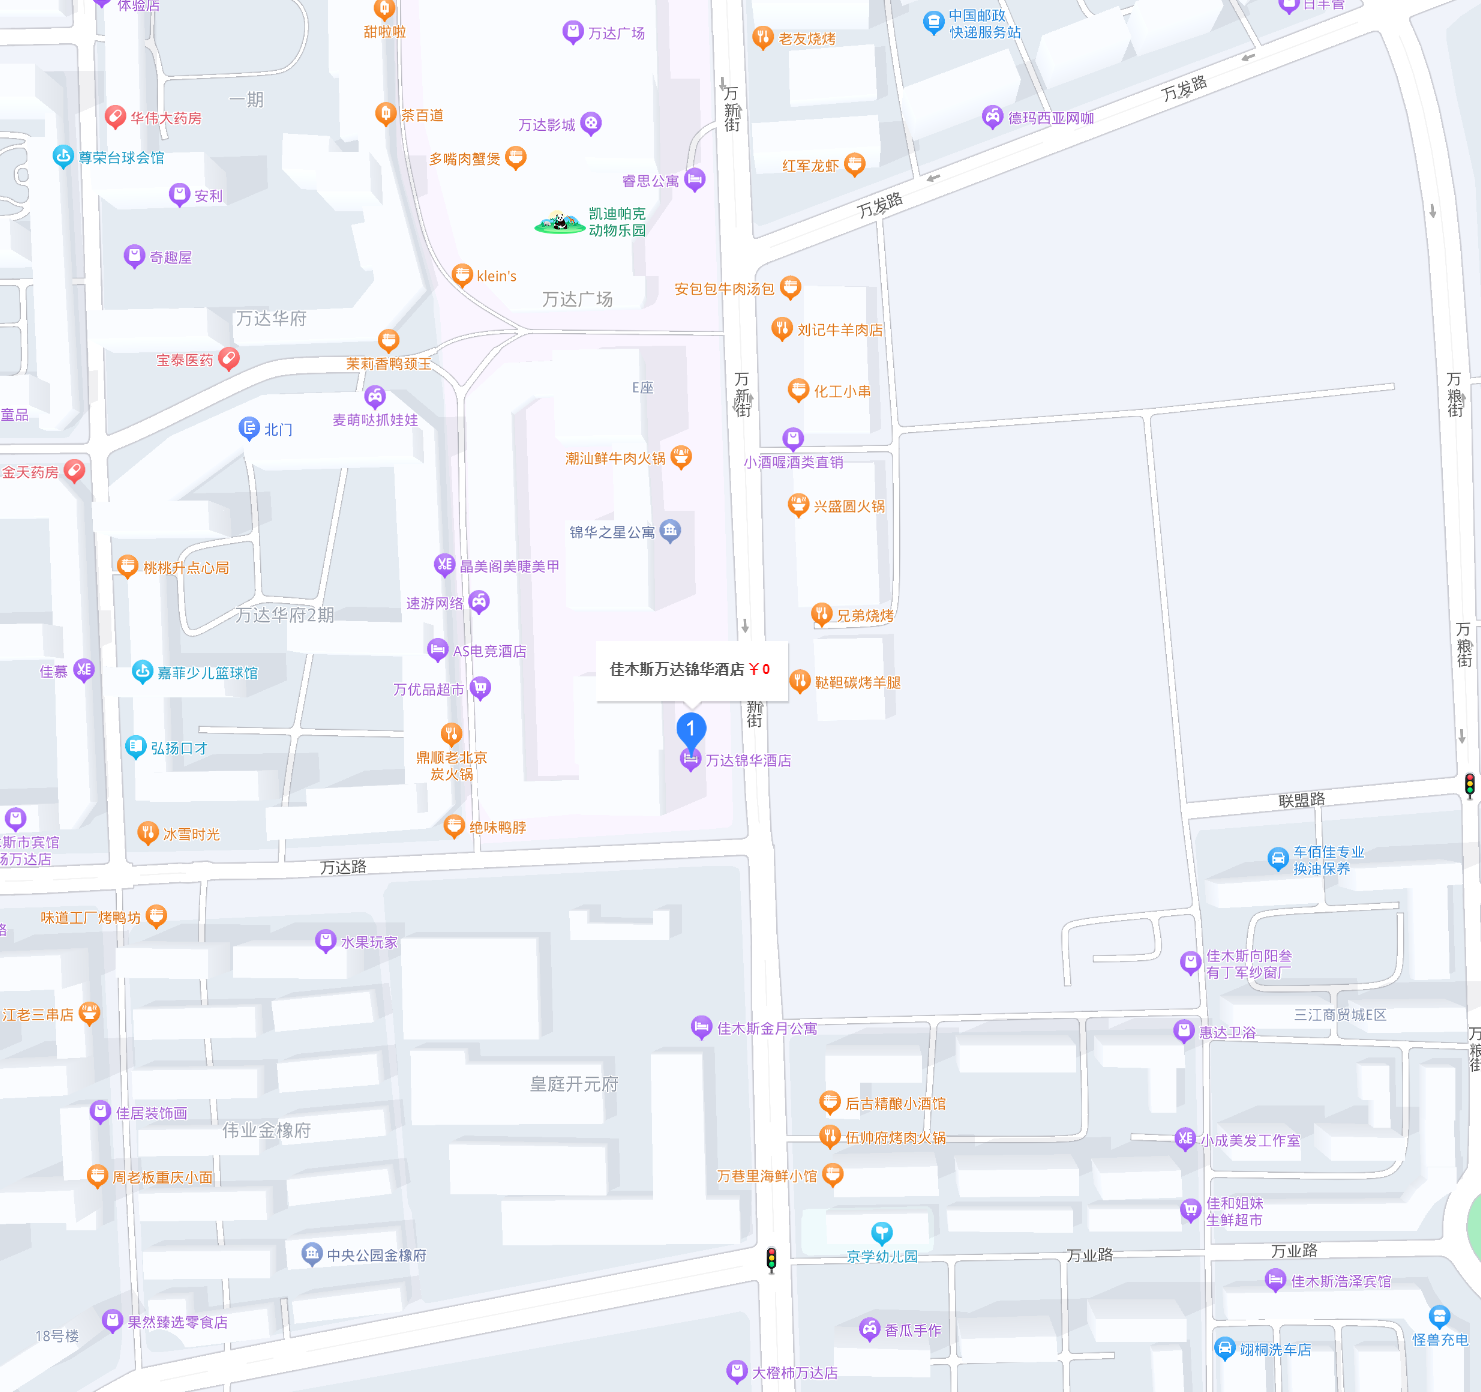 体验店
甜啦啦
万达广场
老友烧烤
中国邮政
快递服务站
日丰管
一期
华伟大药房
茶百道
万达影城
万新街
万发路
德玛西亚网咖
尊荣台球会馆
多嘴肉蟹煲
红军龙虾
安利
睿思公寓
万发路
凯迪帕克
动物乐园
奇趣屋
klein's
安包包牛肉汤包
万达广场
万达华府
刘记牛羊肉店
宝泰医药
茉莉香鸭颈王
E座
化工小串
万新街
万粮街
童品
北门
麦萌哒抓娃娃
潮汕鲜牛肉火锅
小酒喔酒类直销
金天药房
兴盛圆火锅
锦华之星公寓
桃桃升点心局
晶美阁美睫美甲
速游网络
万达华府2期
兄弟烧烤
万粮街
佳慕
嘉菲少儿篮球馆
AS电竞酒店
佳木斯万达锦华酒店￥0
万优品超市
鞑靼碳烤羊腿
新街
1
弘扬口才
鼎顺老北京
炭火锅
万达锦华酒店
联盟路
斯市宾馆
场万达店
冰雪时光
绝味鸭脖
万达路
车佰佳专业
换油保养
味道工厂烤鸭坊
路
水果玩家
佳木斯向阳叁
有丁军纱窗厂
江老三串店
佳木斯金月公寓
三江商贸城E区
惠达卫浴
万粮街
皇庭开元府
佳居装饰画
伟业金橡府
后古精酿小酒馆
伍帅府烤肉火锅
小成美发工作室
周老板重庆小面
万巷里海鲜小馆
佳和姐妹
生鲜超市
中央公园金橡府
京学幼儿园
万业路
万业路
佳木斯浩泽宾馆
果然臻选零食店
18号楼
香瓜手作
翊桐洗车店
怪兽充电
大橙柿万达店